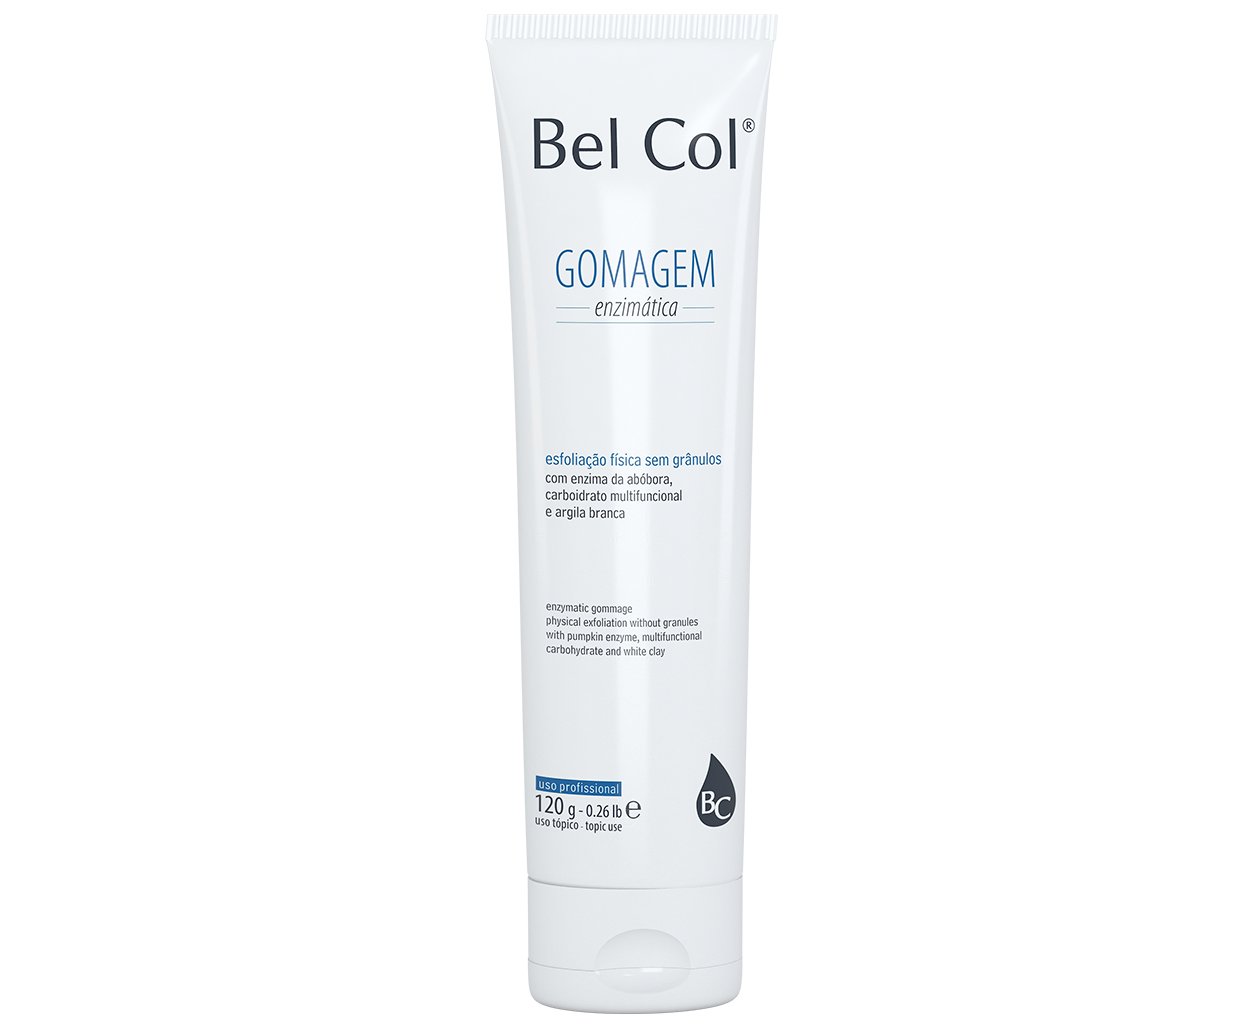 Bel Col®
GOMAGEM
enzimática
esfoliação física sem grânulos
com enzima da abóbora,
carboidrato multifuncional
e argila branca
enzymatic gommage
physical exfoliation without granules
with pumpkin enzyme, multifunctional
carbohydrate and white clay
uso profissional
120 g - 0.26 lb ℮
uso tópico - topic use
BC